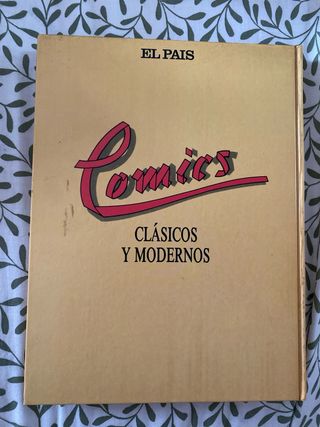 EL PAIS
Comics
CLÁSICOS
Y MODERNOS